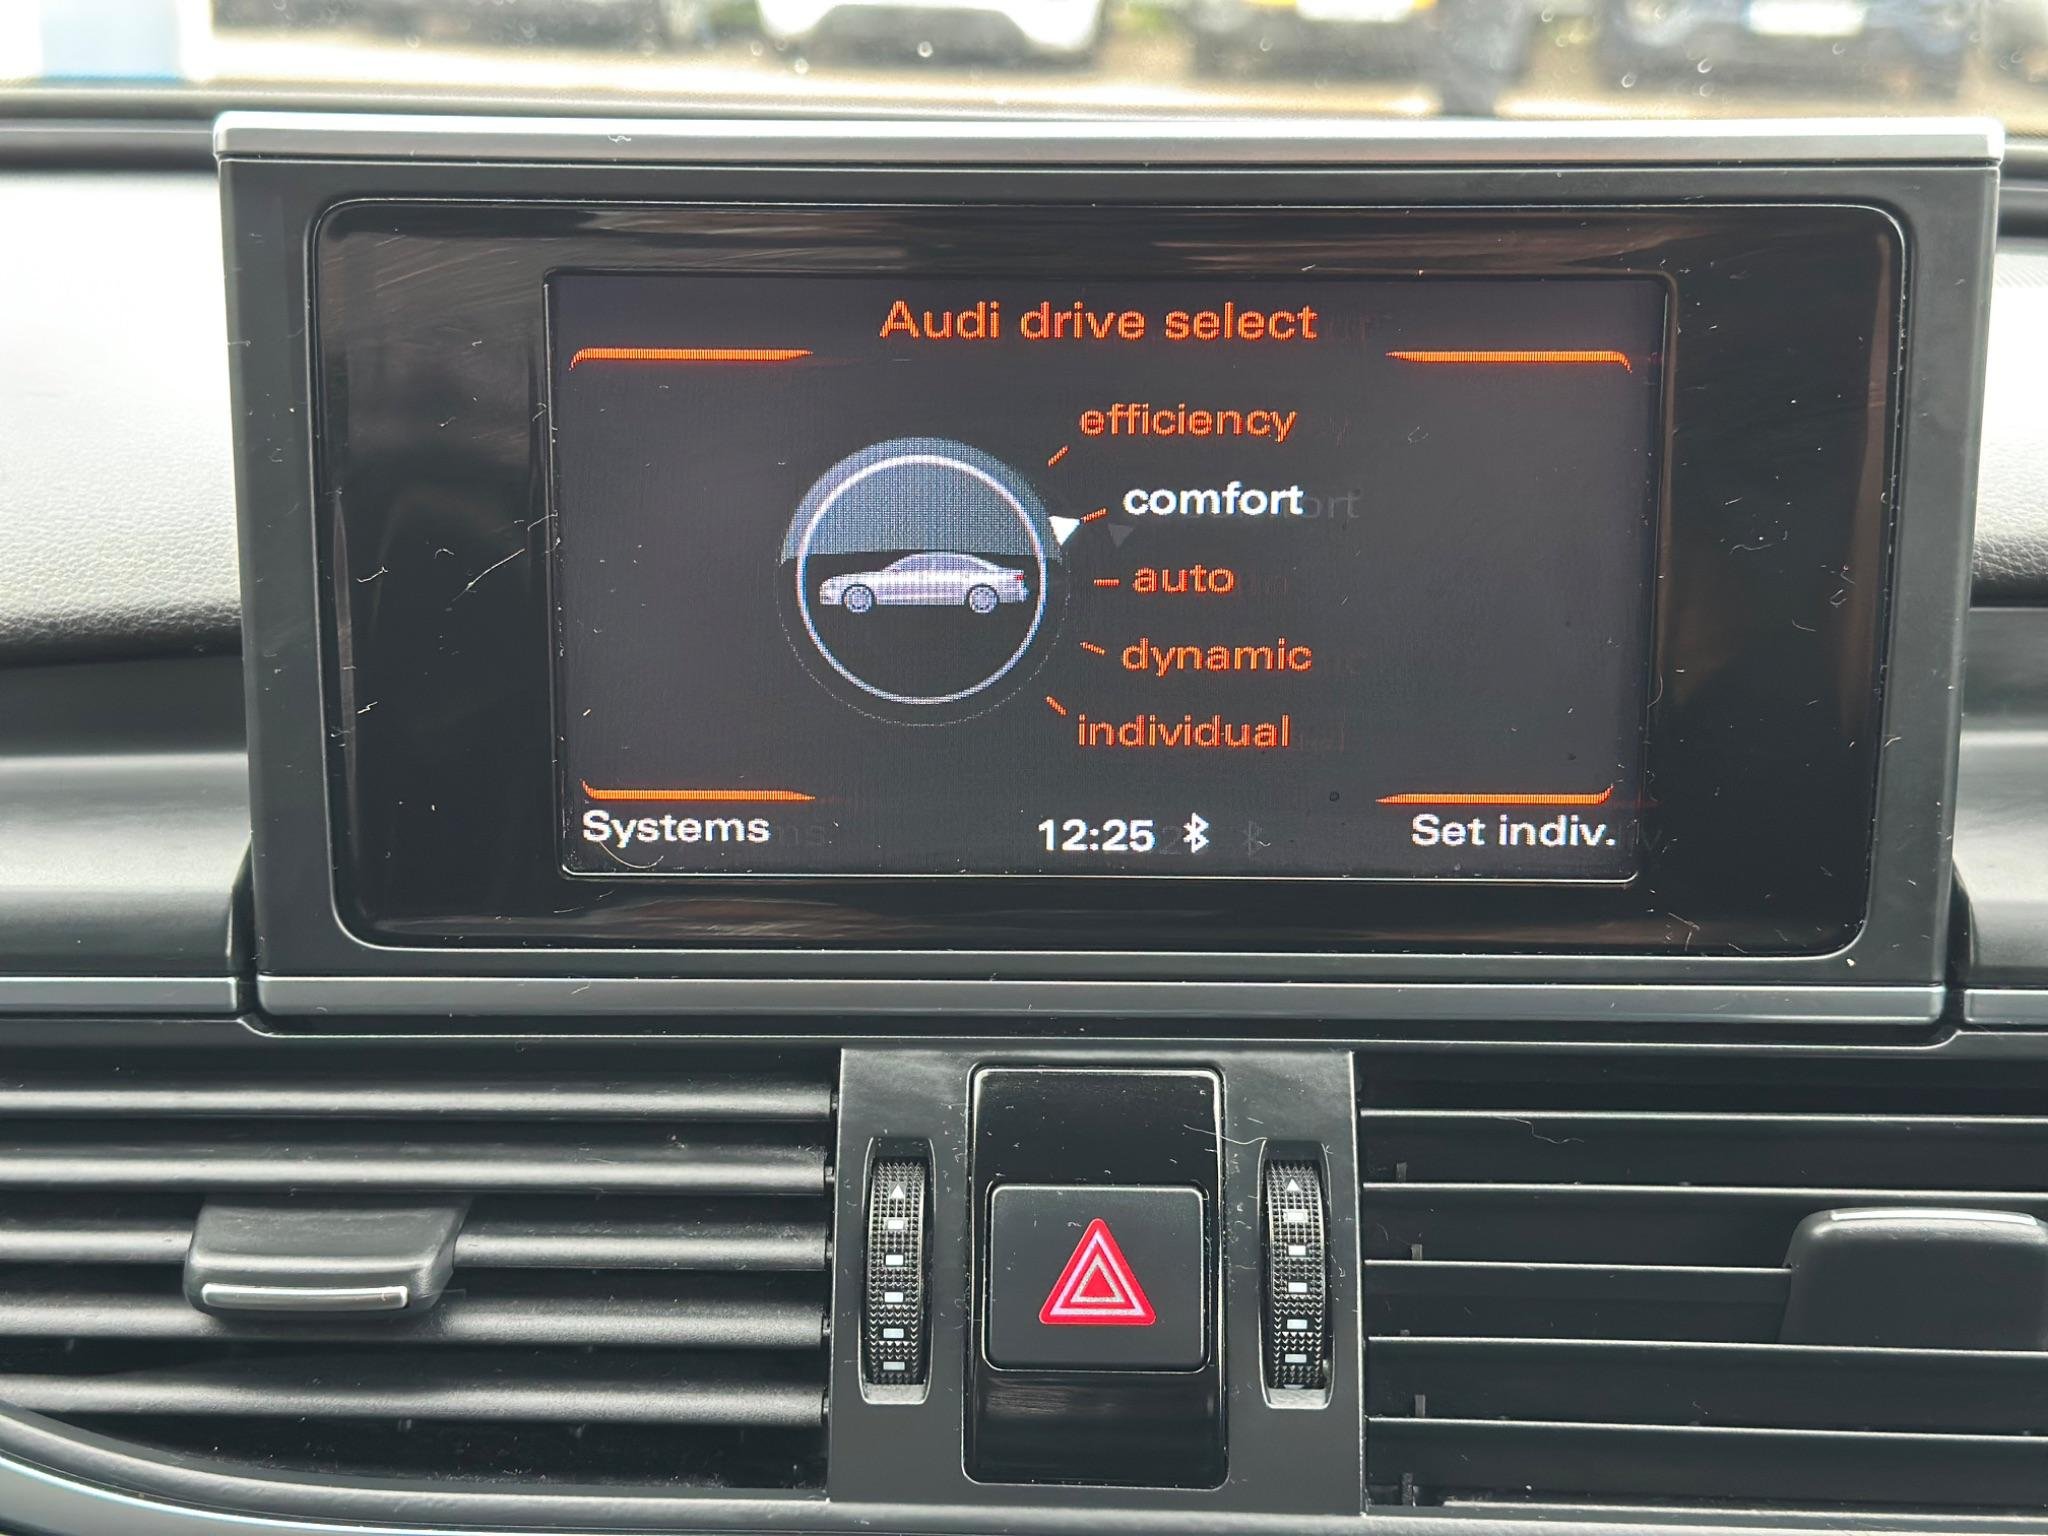 Audi drive select
efficiency
comfort
auto
dynamic
individual
Systems
12:25
Set indiv.